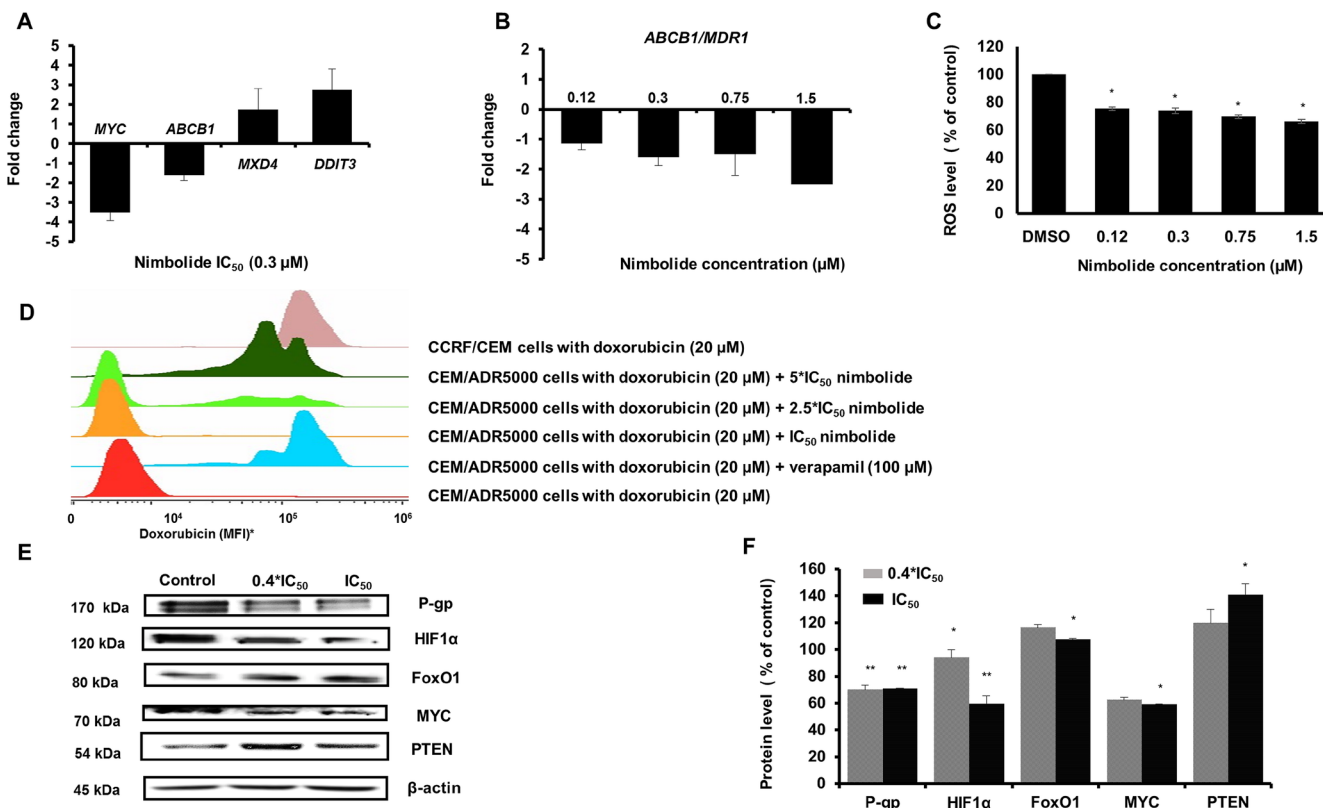 A
Fold change
5
4
3
2
1
0
-1
-2
-3
-4
-5
MYC
ABCB1
MXD4
DDIT3
Nimbolide IC₅₀ (0.3 µM)
B
ABCB1/MDR1
Fold change
2
1
0
-1
-2
-3
-4
-5
0.12 0.3 0.75 1.5
Nimbolide concentration (µM)
C
ROS level ( % of control)
120
100
80
60
40
20
0
* * * *
DMSO 0.12 0.3 0.75 1.5
Nimbolide concentration (µM)
D
CCRF/CEM cells with doxorubicin (20 µM)
CEM/ADR5000 cells with doxorubicin (20 µM) + 5*IC₅₀ nimbolide
CEM/ADR5000 cells with doxorubicin (20 µM) + 2.5*IC₅₀ nimbolide
CEM/ADR5000 cells with doxorubicin (20 µM) + IC₅₀ nimbolide
CEM/ADR5000 cells with doxorubicin (20 µM) + verapamil (100 µM)
CEM/ADR5000 cells with doxorubicin (20 µM)
0 10⁴ 10⁵ 10⁶
Doxorubicin (MFI)*
E
Control 0.4*IC₅₀ IC₅₀
170 kDa P-gp
120 kDa HIF1α
80 kDa FoxO1
70 kDa MYC
54 kDa PTEN
45 kDa β-actin
F
Protein level ( % of control)
160
140
120
100
80
60
40
20
0
0.4*IC₅₀
IC₅₀
** ** * ** * * *
P-gp HIF1α FoxO1 MYC PTEN